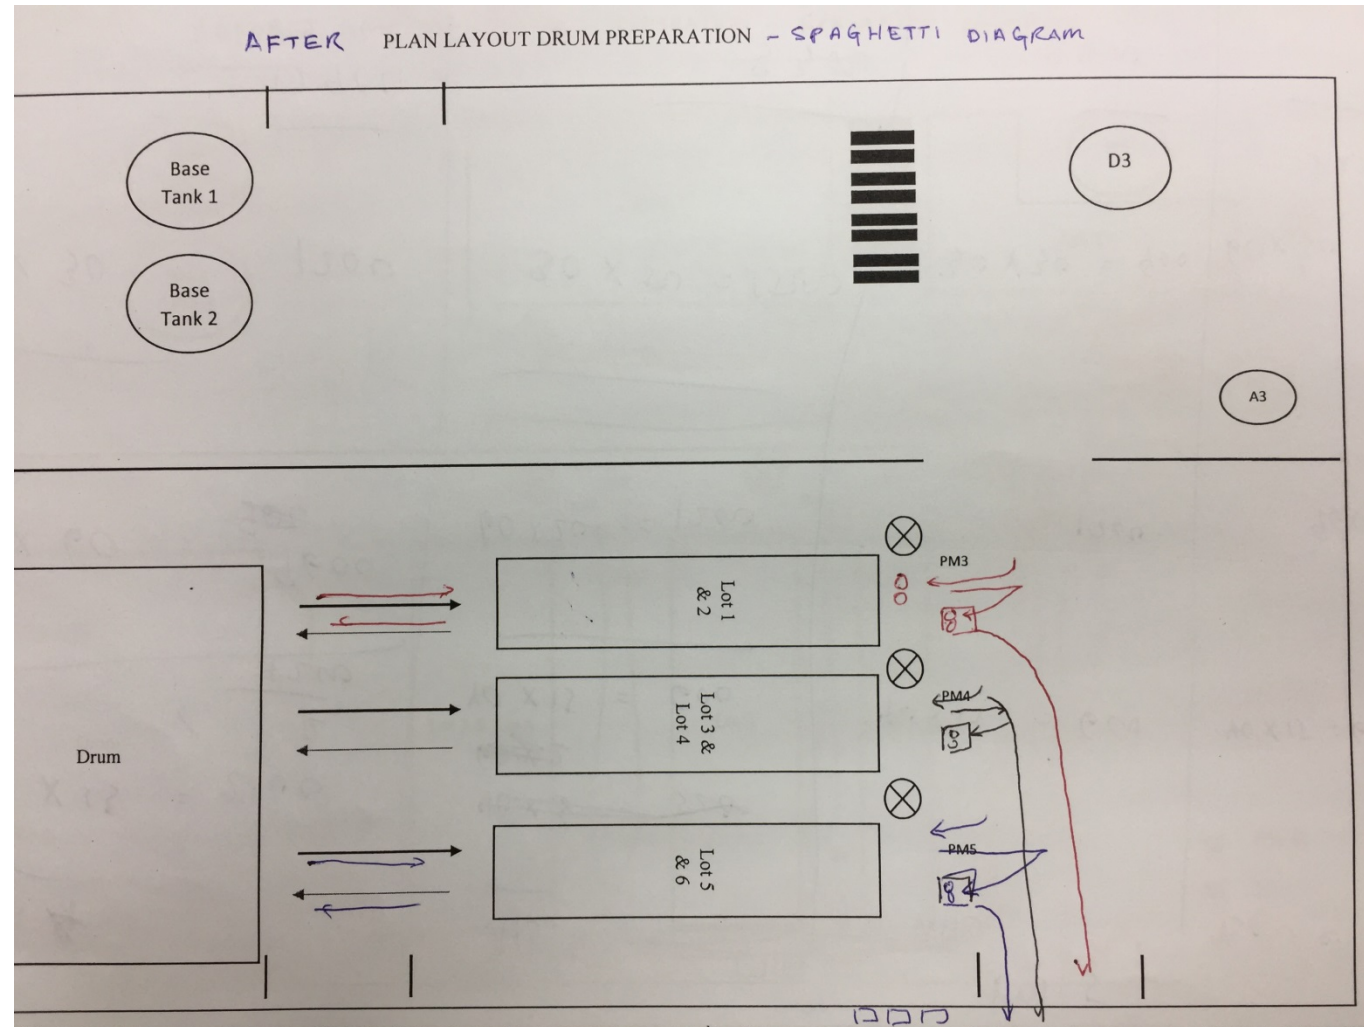 AFTER PLAN LAYOUT DRUM PREPARATION - SPAGHETTI DIAGRAM
Base
Tank 1
D3
Base
Tank 2
A3
PM3
Lot 1
& 2
PM4
Lot 3 &
Lot 4
Drum
PM5
Lot 5
& 6